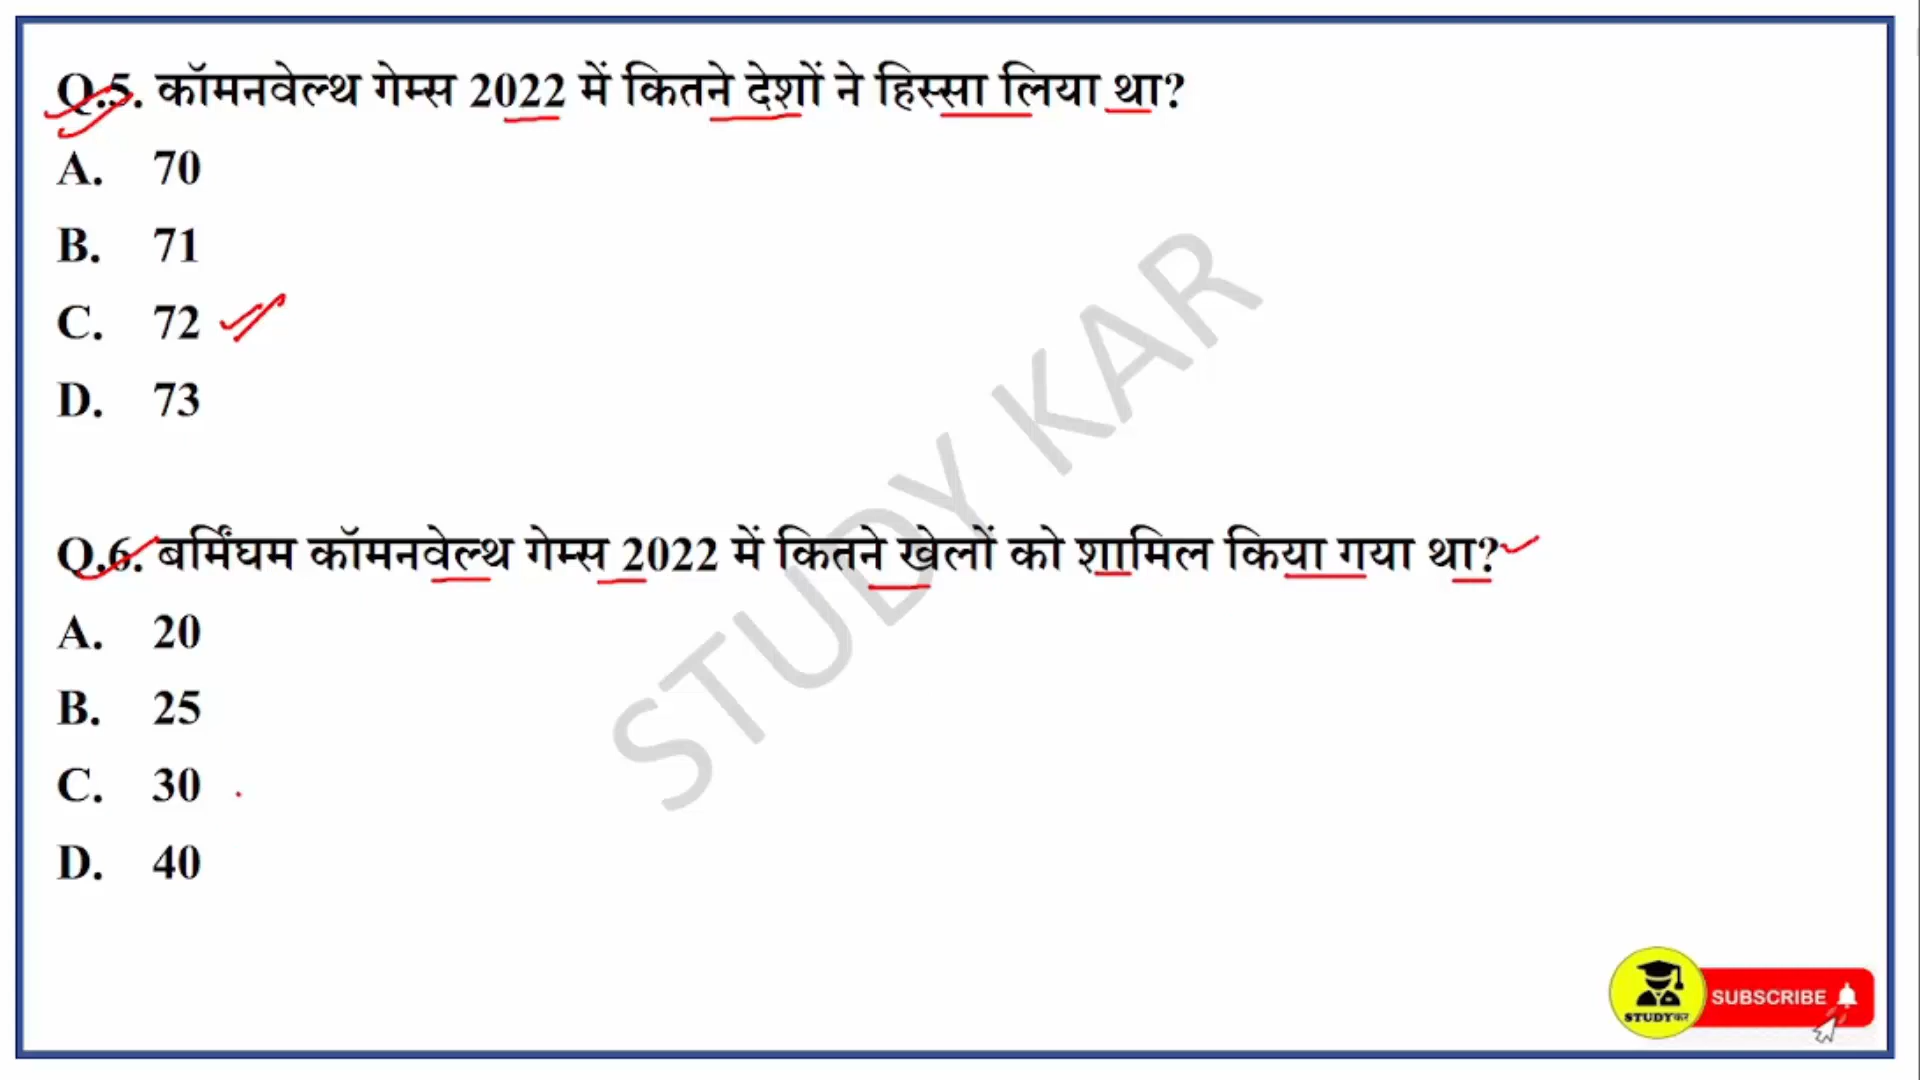 Q.5. कॉमनवेल्थ गेम्स 2022 में कितने देशों ने हिस्सा लिया था?
A. 70
B. 71
C. 72
D. 73
Q.6. बर्मिंघम कॉमनवेल्थ गेम्स 2022 में कितने खेलों को शामिल किया गया था?
A. 20
B. 25
C. 30
D. 40
STUDY KAR
STUDYकर
SUBSCRIBE